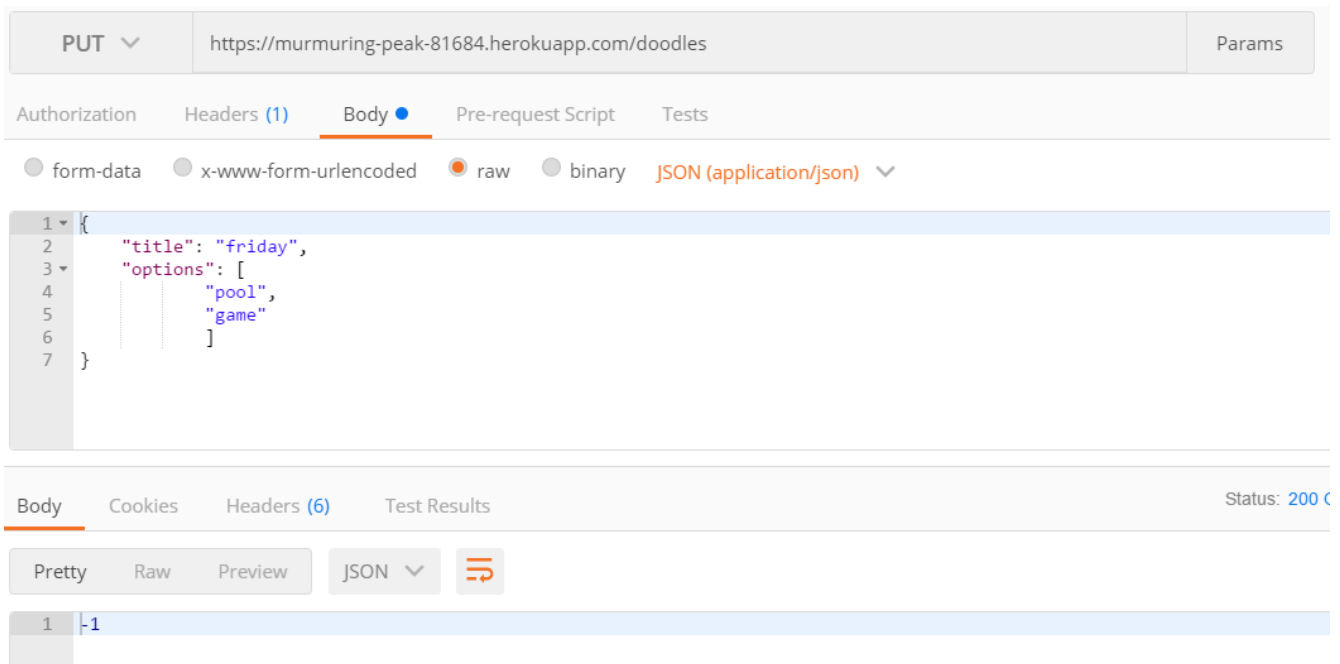 PUT https://murmuring-peak-81684.herokuapp.com/doodles Params
Authorization Headers (1) Body Pre-request Script Tests
form-data x-www-form-urlencoded raw binary JSON (application/json)
1 {
2 "title": "friday",
3 "options": [
4 "pool",
5 "game"
6 ]
7 }
Body Cookies Headers (6) Test Results Status: 200
Pretty Raw Preview JSON
1 -1